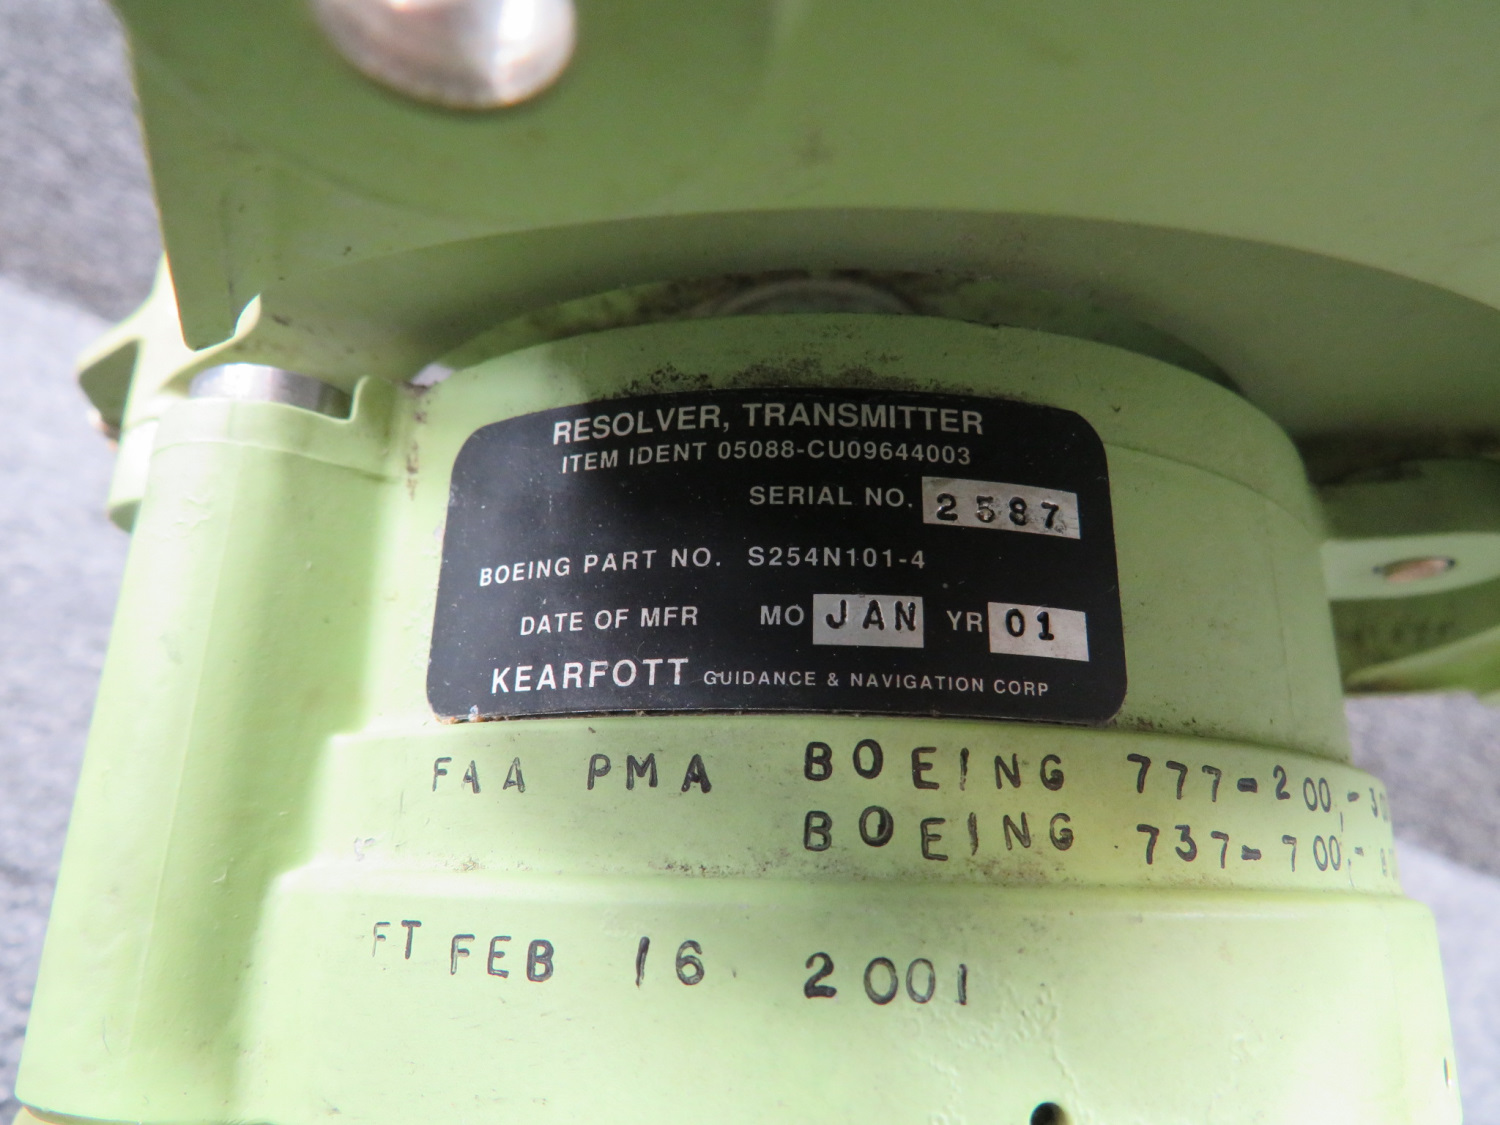 RESOLVER, TRANSMITTER
ITEM IDENT 05088-CU09644003
SERIAL NO. 2587
BOEING PART NO. S254N101-4
DATE OF MFR MO JAN YR 01
KEARFOTT GUIDANCE & NAVIGATION CORP
FAA PMA BOEING 777-200,-
BOEING 737-700,-
FT FEB 16 2001